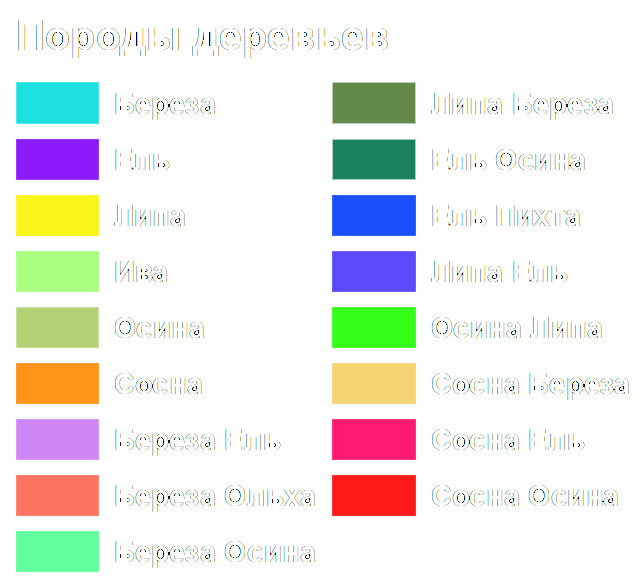 Породы деревьев
Береза
Ель
Липа
Ива
Осина
Сосна
Береза Ель
Береза Ольха
Береза Осина
Липа Береза
Ель Осина
Ель Пихта
Липа Ель
Осина Липа
Сосна Береза
Сосна Ель
Сосна Осина